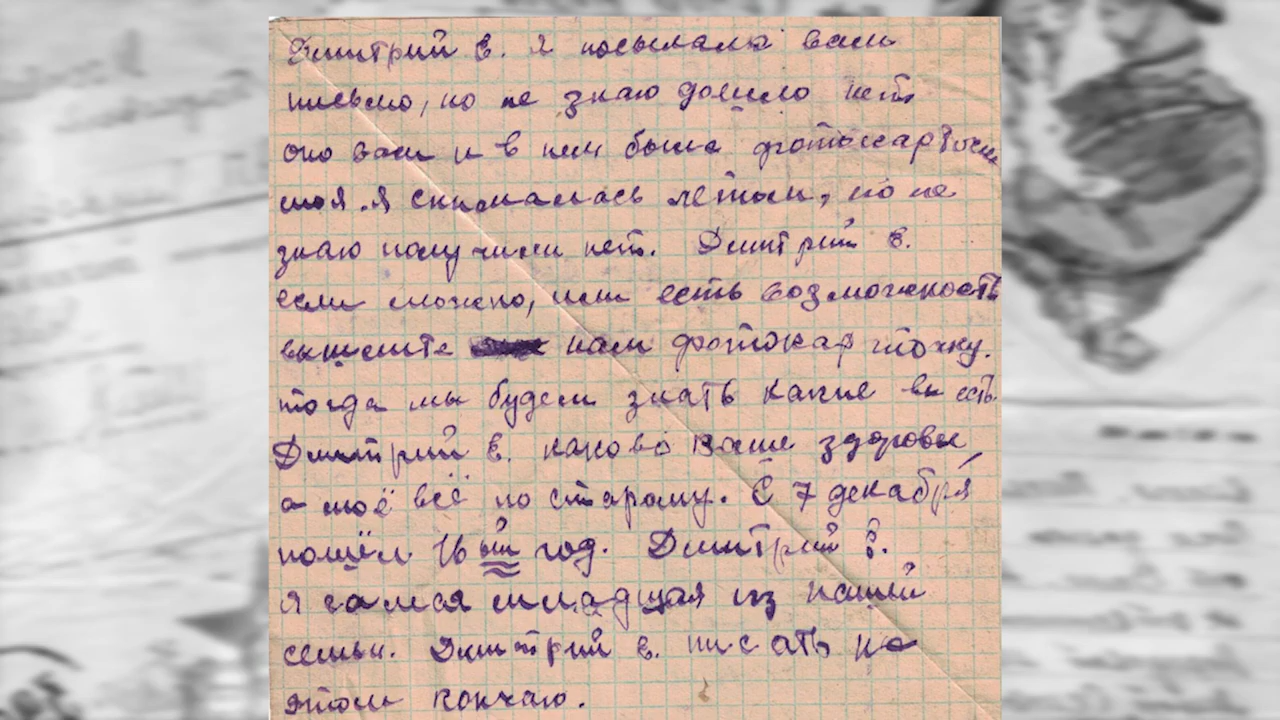 Дмитрий Е. я посылала вам
письмо, но не знаю дошло нет
оно вам и в нем была фотокарточка
моя. я снималась летом, но не
знаю получили нет. Дмитрий Е.
если можно, или есть возможность
вышлите нам фотокарточку.
тогда мы будем знать какие вы есть.
Дмитрий Е. каково ваше здоровье,
а моё всё по старому. С 7 декабря
пошёл 16ый год. Дмитрий Е.
я самая младшая из нашей
семьи. Дмитрий Е. писать на
этом кончаю.